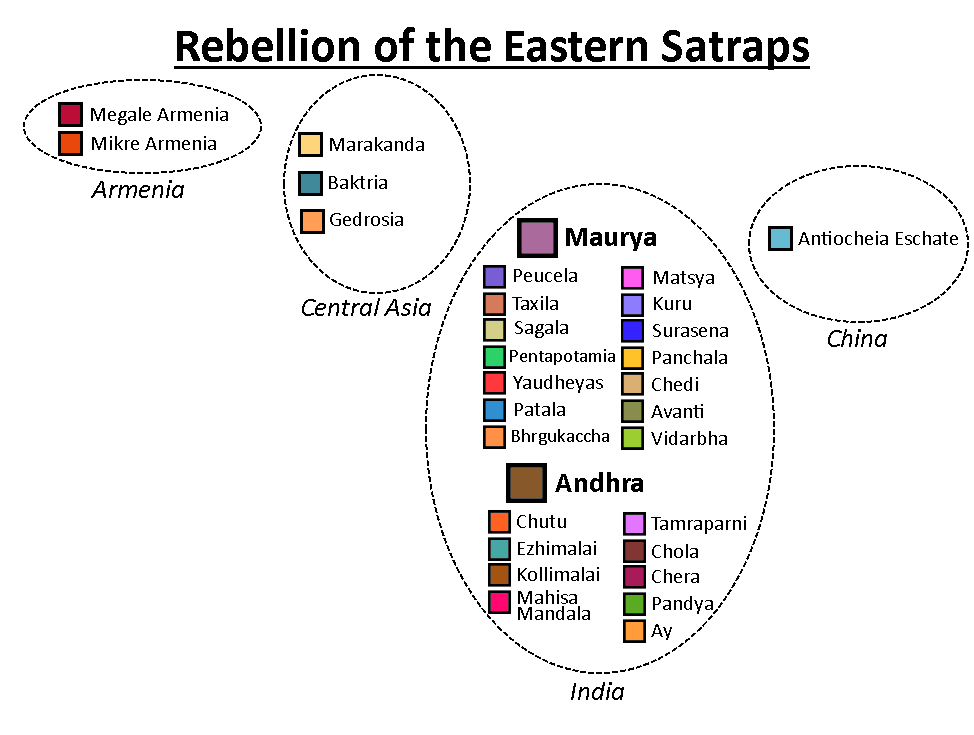 Rebellion of the Eastern Satraps
Megale Armenia
Mikre Armenia
Armenia
Marakanda
Baktria
Gedrosia
Central Asia
Maurya
Peucela
Taxila
Sagala
Pentapotamia
Yaudheyas
Patala
Bhrgukaccha
Matsya
Kuru
Surasena
Panchala
Chedi
Avanti
Vidarbha
Andhra
Chutu
Ezhimalai
Kollimalai
Mahisa
Mandala
Tamraparni
Chola
Chera
Pandya
Ay
India
Antiocheia Eschate
China